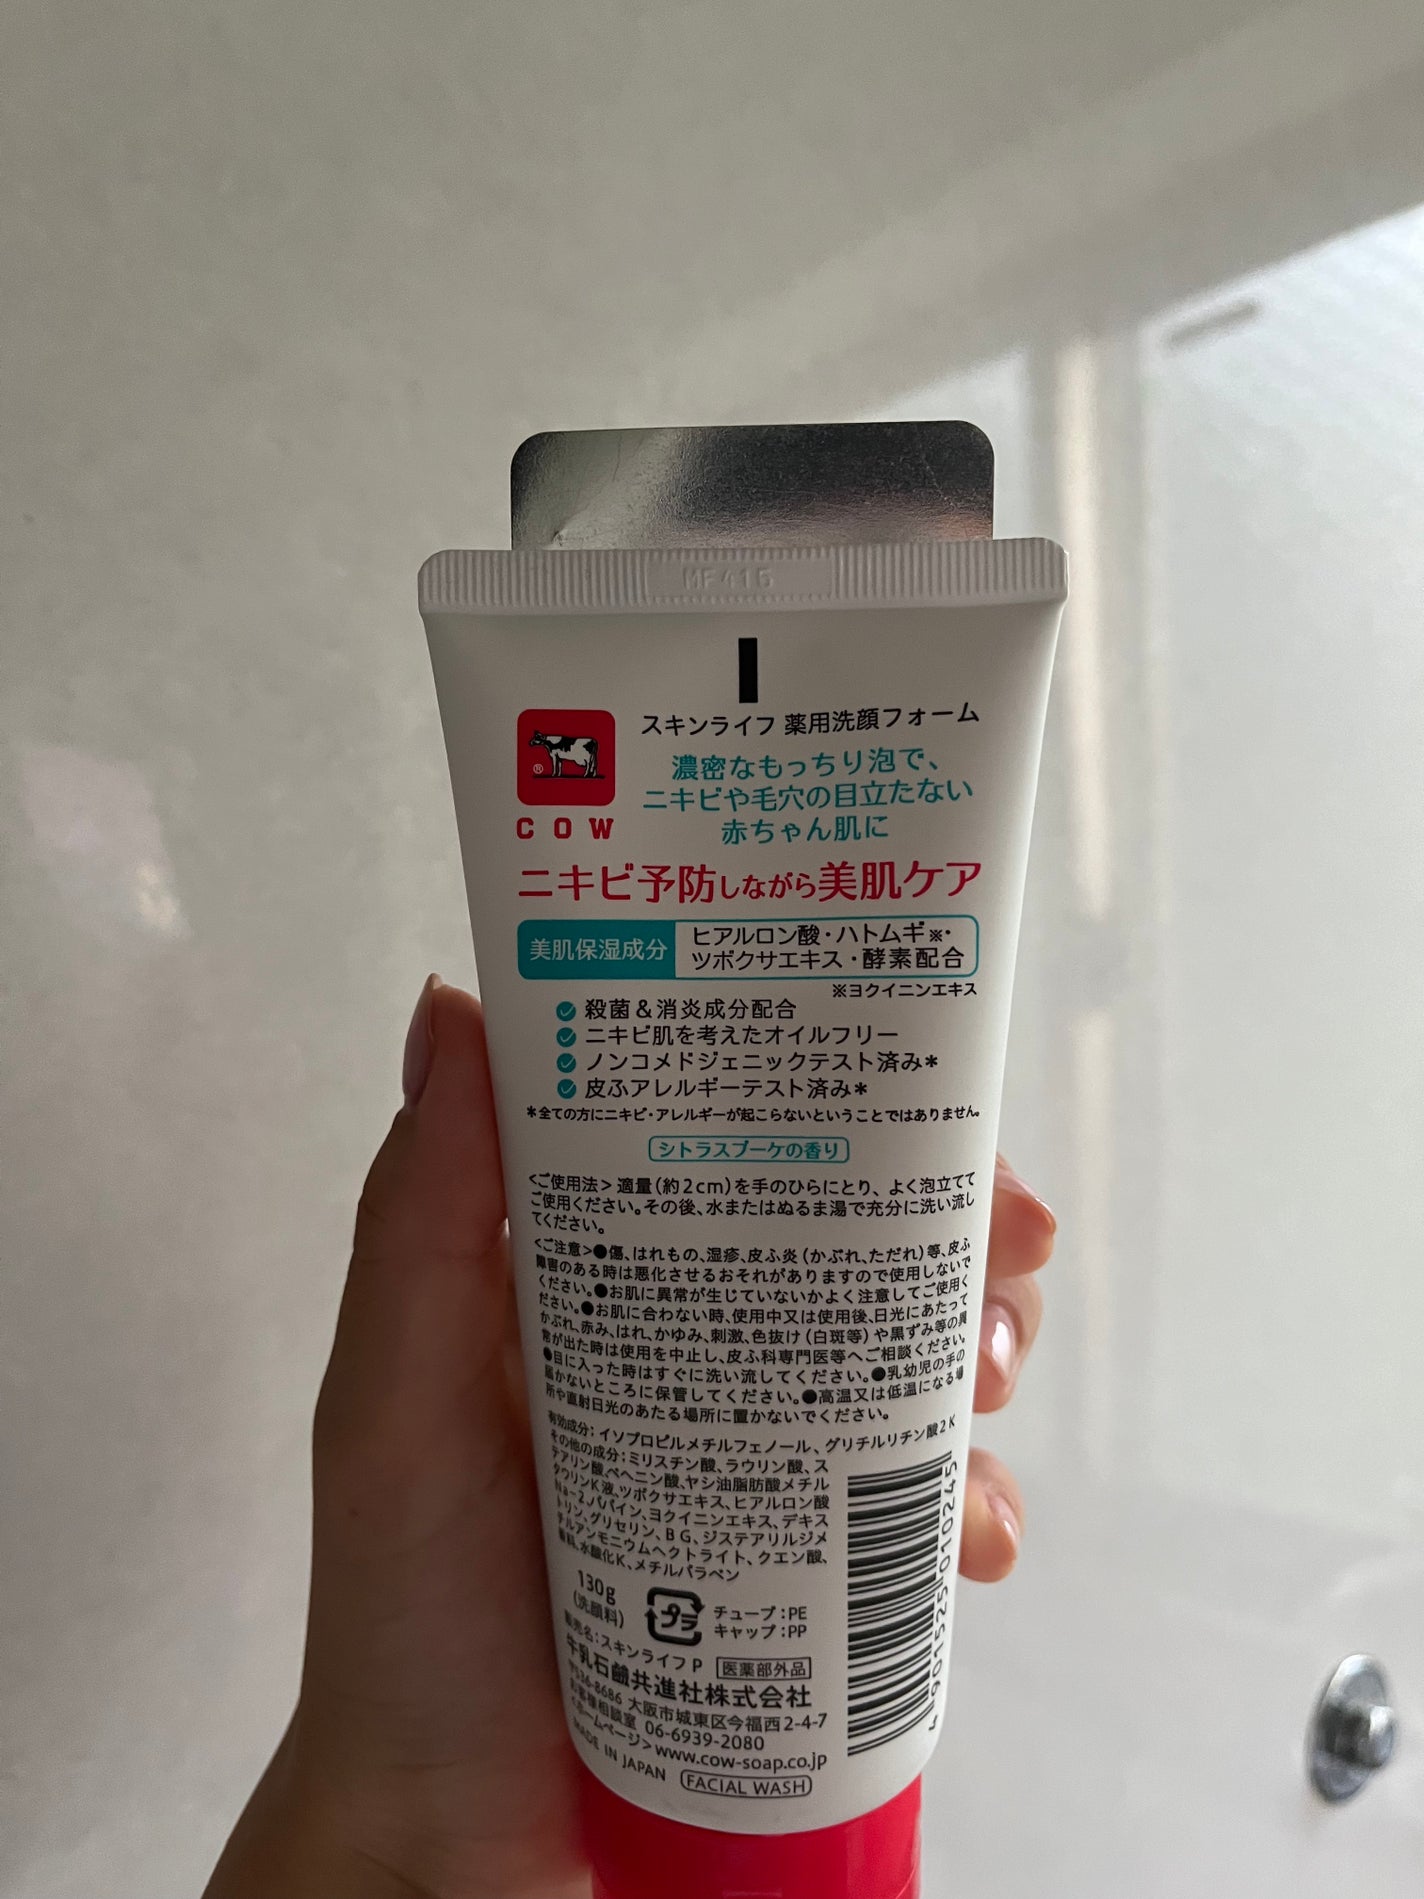 MF415
スキンライフ 薬用洗顔フォーム
濃密なもっちり泡で、
ニキビや毛穴の目立たない
赤ちゃん肌に
®
COW
ニキビ予防しながら美肌ケア
美肌保湿成分
ヒアルロン酸・ハトムギ※・
ツボクサエキス・酵素配合
※ヨクイニンエキス
殺菌&消炎成分配合
ニキビ肌を考えたオイルフリー
ノンコメドジェニックテスト済み*
皮ふアレルギーテスト済み*
*全ての方にニキビ・アレルギーが起こらないということではありません。
シトラスブーケの香り
<ご使用法> 適量(約2cm)を手のひらにとり、よく泡立てて
ご使用ください。その後、水またはぬるま湯で充分に洗い流し
てください。
<ご注意>●傷、はれもの、湿疹、皮ふ炎(かぶれ、ただれ)等、皮ふ
障害のある時は悪化させるおそれがありますので使用しないで
ください。●お肌に異常が生じていないかよく注意してご使用く
ださい。●お肌に合わない時、使用中又は使用後、日光にあたって
かぶれ、赤み、はれ、かゆみ、刺激、色抜け(白斑等)や黒ずみ等の異
常が出た時は使用を中止し、皮ふ科専門医等へご相談ください。
●目に入った時はすぐに洗い流してください。●乳幼児の手の
届かないところに保管してください。●高温又は低温になる場
所や直射日光のあたる場所に置かないでください。
有効成分:イソプロピルメチルフェノール、グリチルリチン酸2K
その他の成分:ミリスチン酸、ラウリン酸、ス
テアリン酸、ベヘニン酸、ヤシ油脂肪酸メチル
タウリンK液、ツボクサエキス、ヒアルロン酸
Na-2、パパイン、ヨクイニンエキス、デキス
トリン、グリセリン、BG、ジステアリルジメ
チルアンモニウムヘクトライト、クエン酸、
香料、水酸化K、メチルパラベン
130g
(洗顔料)
プラ
チューブ:PE
キャップ:PP
販売名:スキンライフP
医薬部外品
牛乳石鹼共進社株式会社
〒536-8686 大阪市城東区今福西2-4-7
お客様相談室 06-6939-2080
<ホームページ>www.cow-soap.co.jp
MADE IN JAPAN
FACIAL WASH
4901525010245